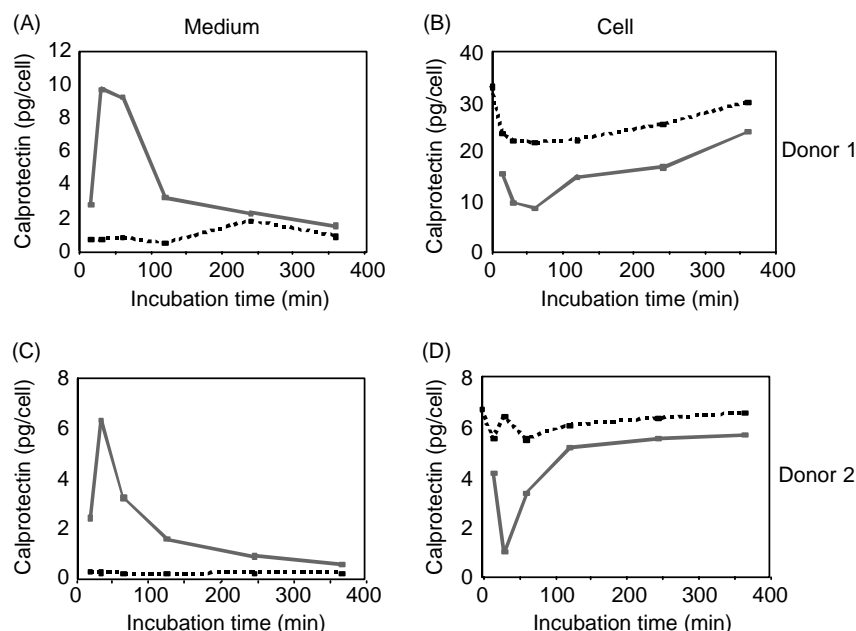 (A) Medium
Calprotectin (pg/cell)
12
10
8
6
4
2
0
0 100 200 300 400
Incubation time (min)
(B) Cell
Calprotectin (pg/cell)
40
30
20
10
0
0 100 200 300 400
Incubation time (min)
Donor 1
(C)
Calprotectin (pg/cell)
8
6
4
2
0
0 100 200 300 400
Incubation time (min)
(D)
Calprotectin (pg/cell)
8
6
4
2
0
0 100 200 300 400
Incubation time (min)
Donor 2